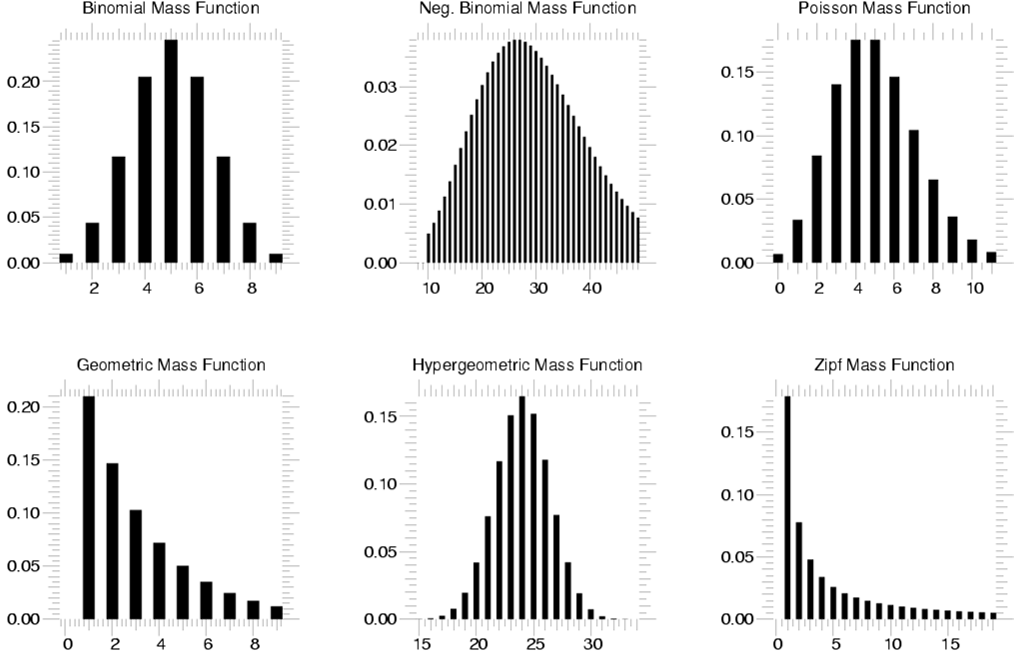 Binomial Mass Function
Neg. Binomial Mass Function
Poisson Mass Function
0.20
0.15
0.10
0.05
0.00
2 4 6 8
0.03
0.02
0.01
0.00
10 20 30 40
0.15
0.10
0.05
0.00
0 2 4 6 8 10
Geometric Mass Function
Hypergeometric Mass Function
Zipf Mass Function
0.20
0.15
0.10
0.05
0.00
0 2 4 6 8
0.15
0.10
0.05
0.00
15 20 25 30
0.15
0.10
0.05
0.00
0 5 10 15